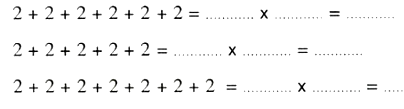 2 + 2 + 2 + 2 + 2 + 2 = ............ x ............ = ............
2 + 2 + 2 + 2 + 2 = ............ x ............ = ............
2 + 2 + 2 + 2 + 2 + 2 + 2 = ............ x ............ = .....